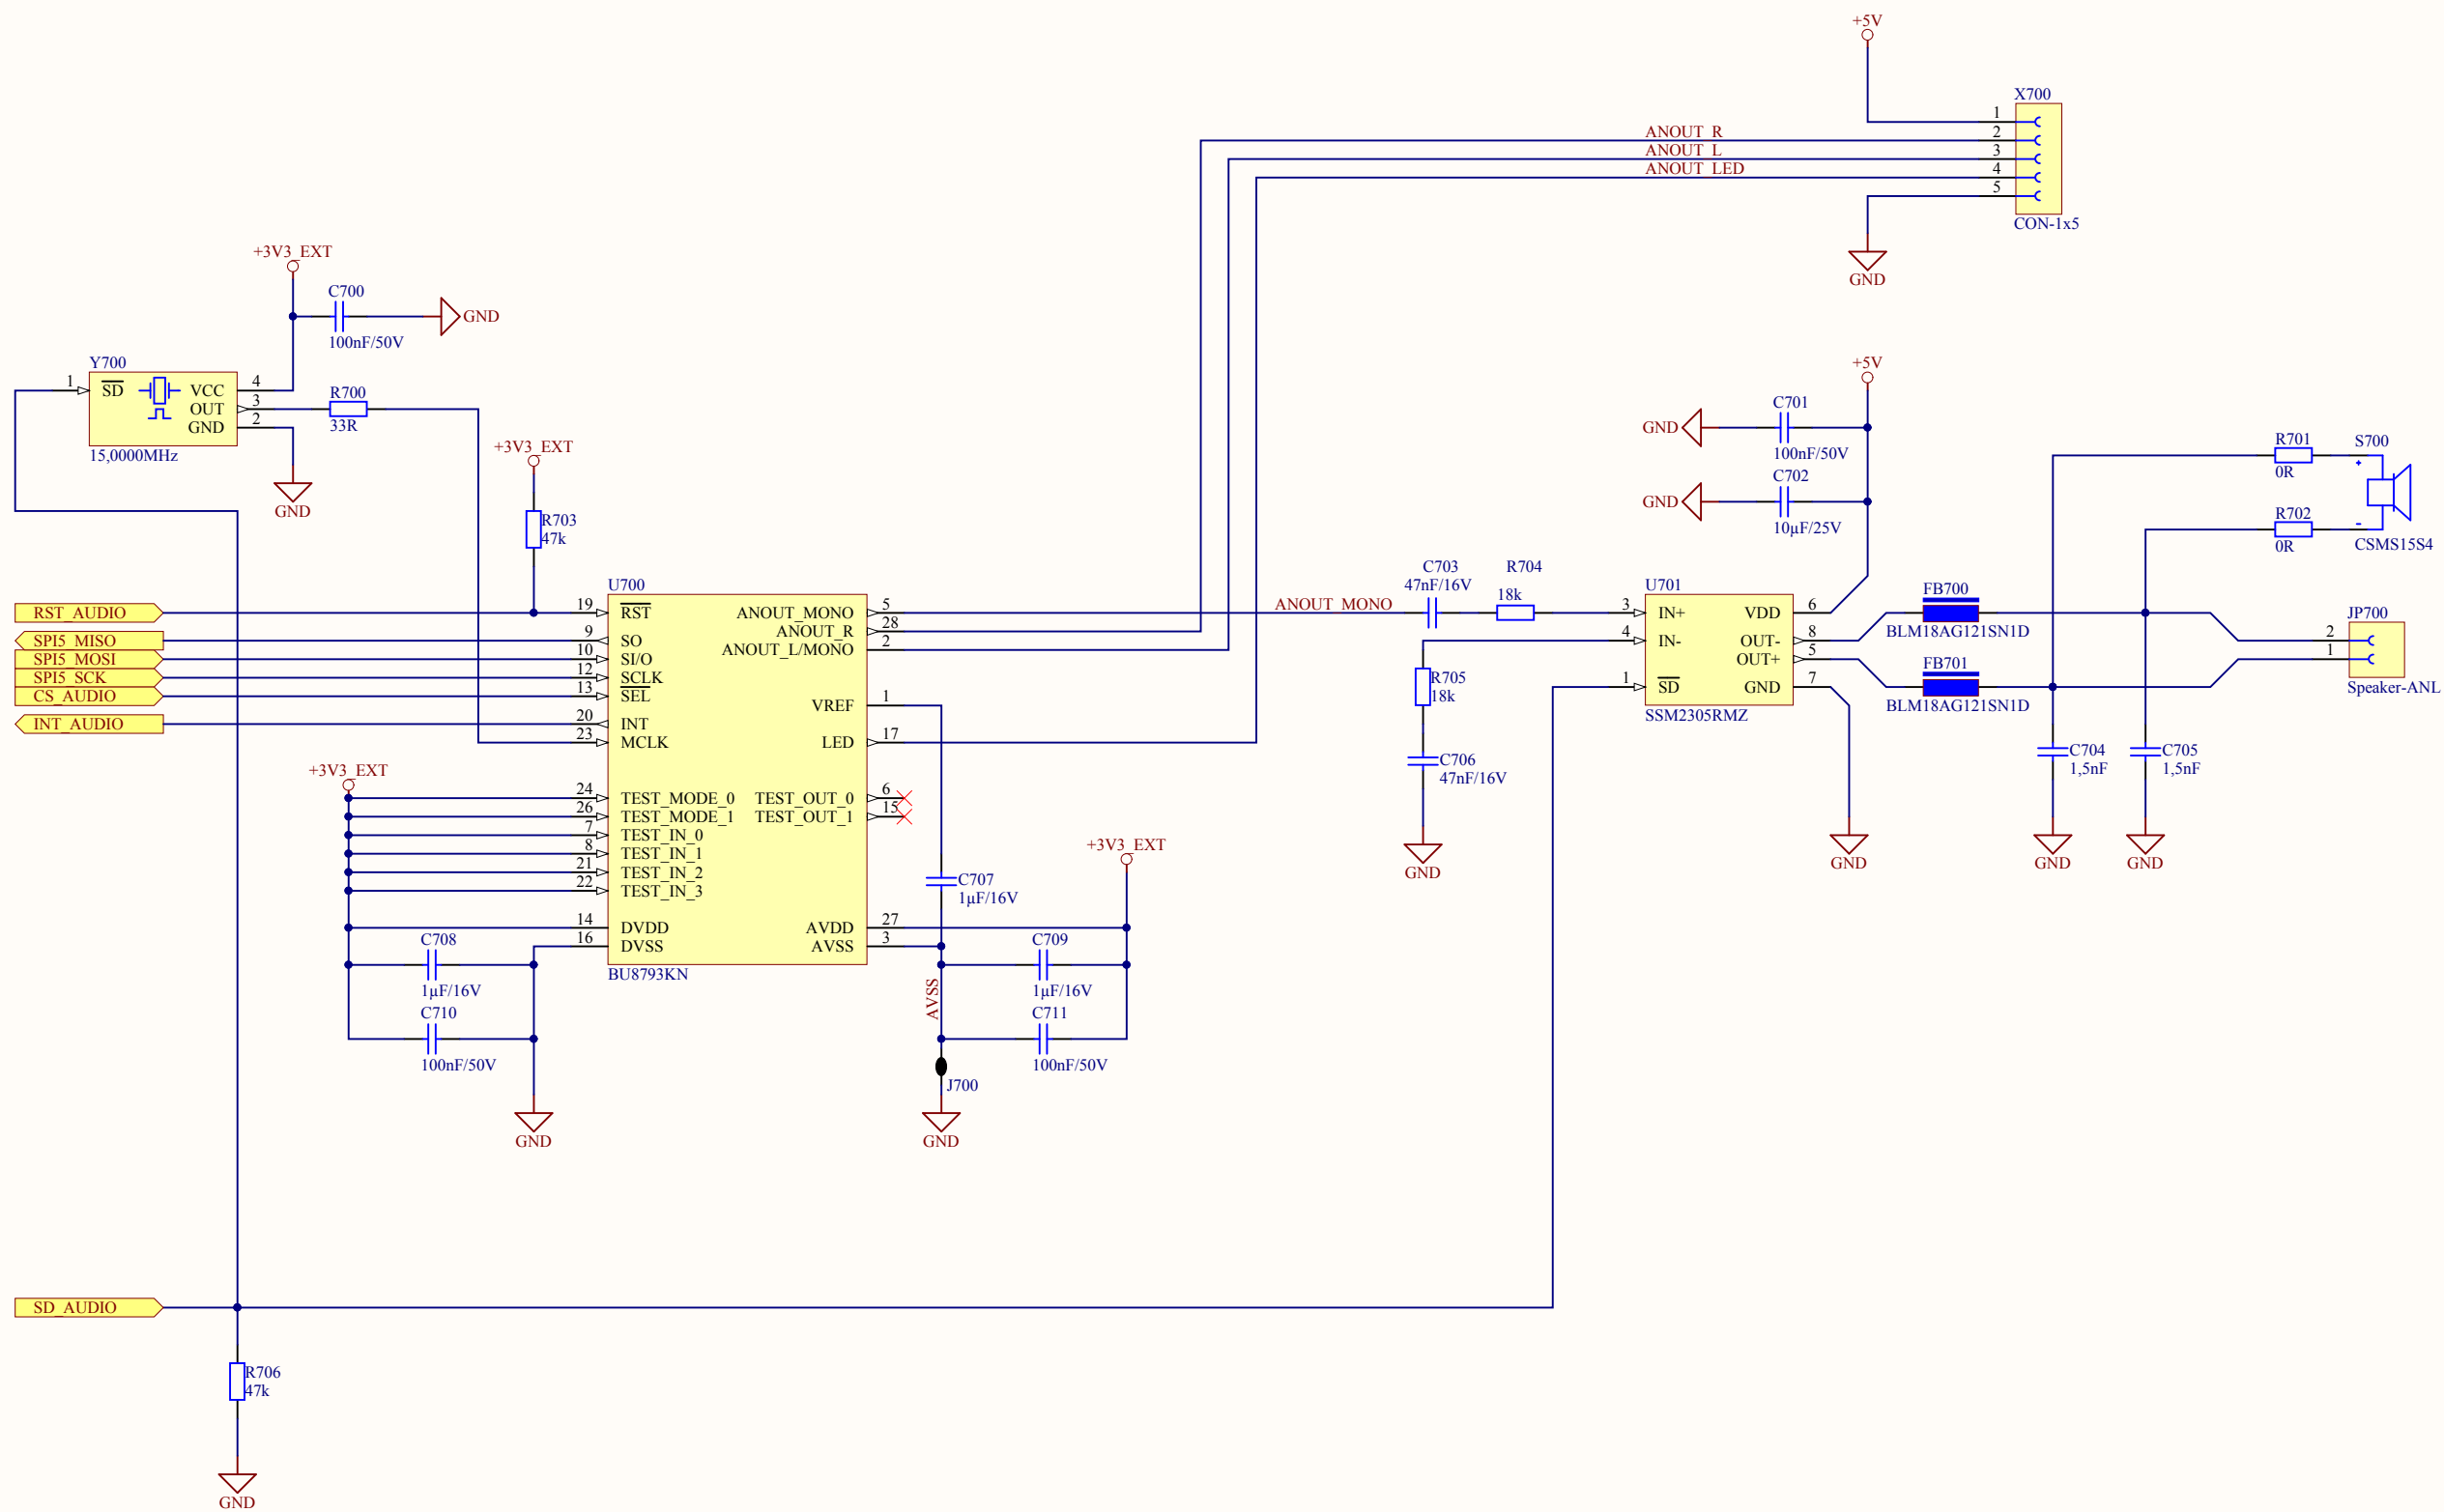 +5V
X700
1
ANOUT_R
2
ANOUT_L
3
ANOUT_LED
4
5
CON-1x5
GND
+3V3_EXT
C700
GND
100nF/50V
Y700
1
SD
VCC
4
OUT
3
GND
2
15,0000MHz
R700
33R
GND
+3V3_EXT
R703
47k
+5V
C701
GND
100nF/50V
C702
GND
10µF/25V
R701
0R
S700
+
R702
0R
-
CSMS15S4
RST_AUDIO
SPI5_MISO
SPI5_MOSI
SPI5_SCK
CS_AUDIO
INT_AUDIO
U700
19
RST
9
SO
10
SI/O
12
SCLK
13
SEL
20
INT
23
MCLK
24
TEST_MODE_0
26
TEST_MODE_1
7
TEST_IN_0
8
TEST_IN_1
21
TEST_IN_2
22
TEST_IN_3
14
DVDD
16
DVSS
ANOUT_MONO
5
ANOUT_R
28
ANOUT_L/MONO
2
VREF
1
LED
17
TEST_OUT_0
6
TEST_OUT_1
15
AVDD
27
AVSS
3
BU8793KN
+3V3_EXT
C708
1µF/16V
C710
100nF/50V
GND
C707
1µF/16V
+3V3_EXT
C709
1µF/16V
AVSS
C711
100nF/50V
J700
GND
ANOUT_MONO
C703
47nF/16V
R704
18k
R705
18k
C706
47nF/16V
GND
U701
3
IN+
4
IN-
1
SD
VDD
6
OUT-
8
OUT+
5
GND
7
SSM2305RMZ
GND
FB700
BLM18AG121SN1D
FB701
BLM18AG121SN1D
JP700
2
1
Speaker-ANL
C704
1,5nF
C705
1,5nF
GND
GND
SD_AUDIO
R706
47k
GND